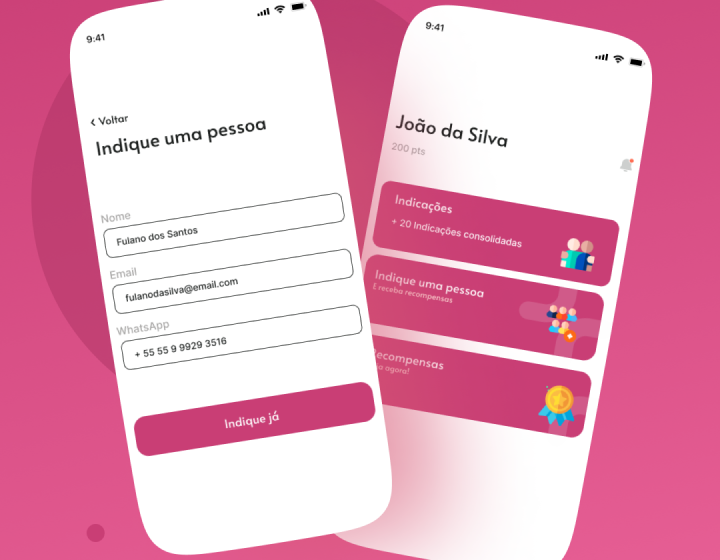 9:41
Voltar
Indique uma pessoa
Nome
Fulano dos Santos
Email
fulanodasilva@email.com
WhatsApp
+ 55 55 9 9929 3516
Indique já
9:41
João da Silva
200 pts
Indicações
+ 20 Indicações consolidadas
Indique uma pessoa
E receba recompensas
ecompensas
agora!